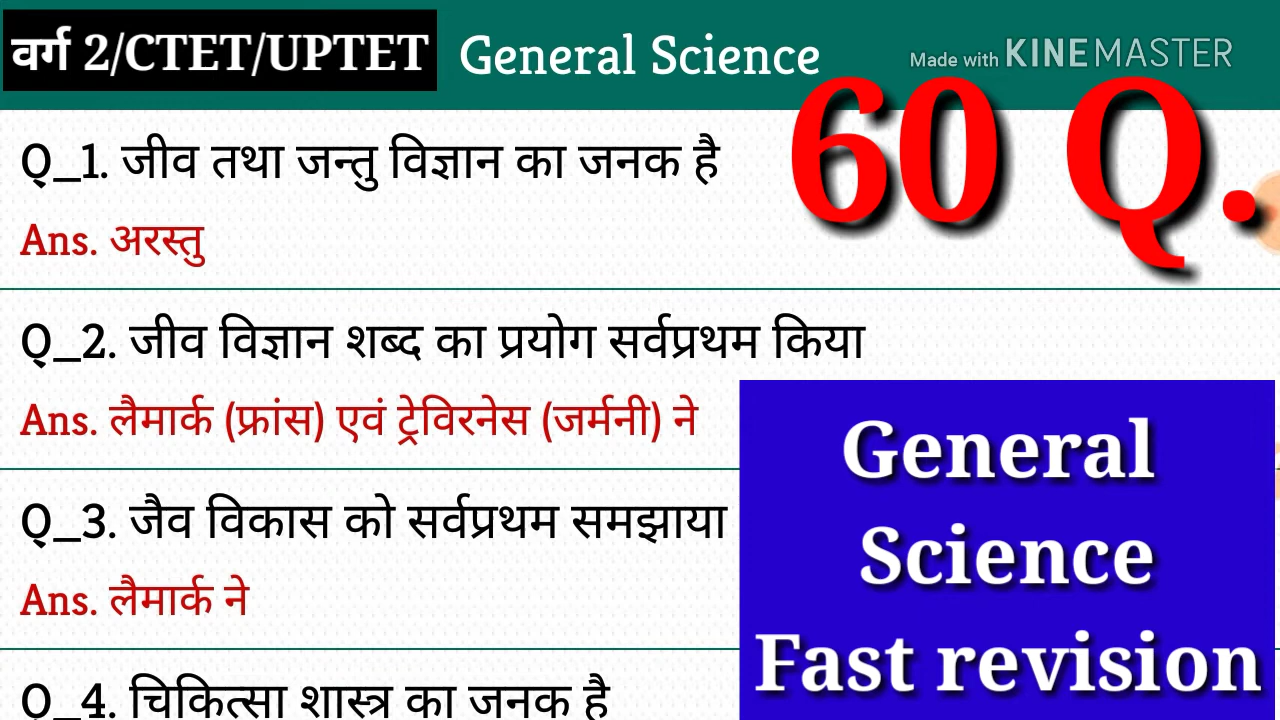 वर्ग 2/CTET/UPTET General Science
Made with KINEMASTER
60 Q.
Q_1. जीव तथा जन्तु विज्ञान का जनक है
Ans. अरस्तु
Q_2. जीव विज्ञान शब्द का प्रयोग सर्वप्रथम किया
Ans. लैमार्क (फ्रांस) एवं ट्रेविरनेस (जर्मनी) ने
Q_3. जैव विकास को सर्वप्रथम समझाया
Ans. लैमार्क ने
Q_4. चिकित्सा शास्त्र का जनक है
General
Science
Fast revision